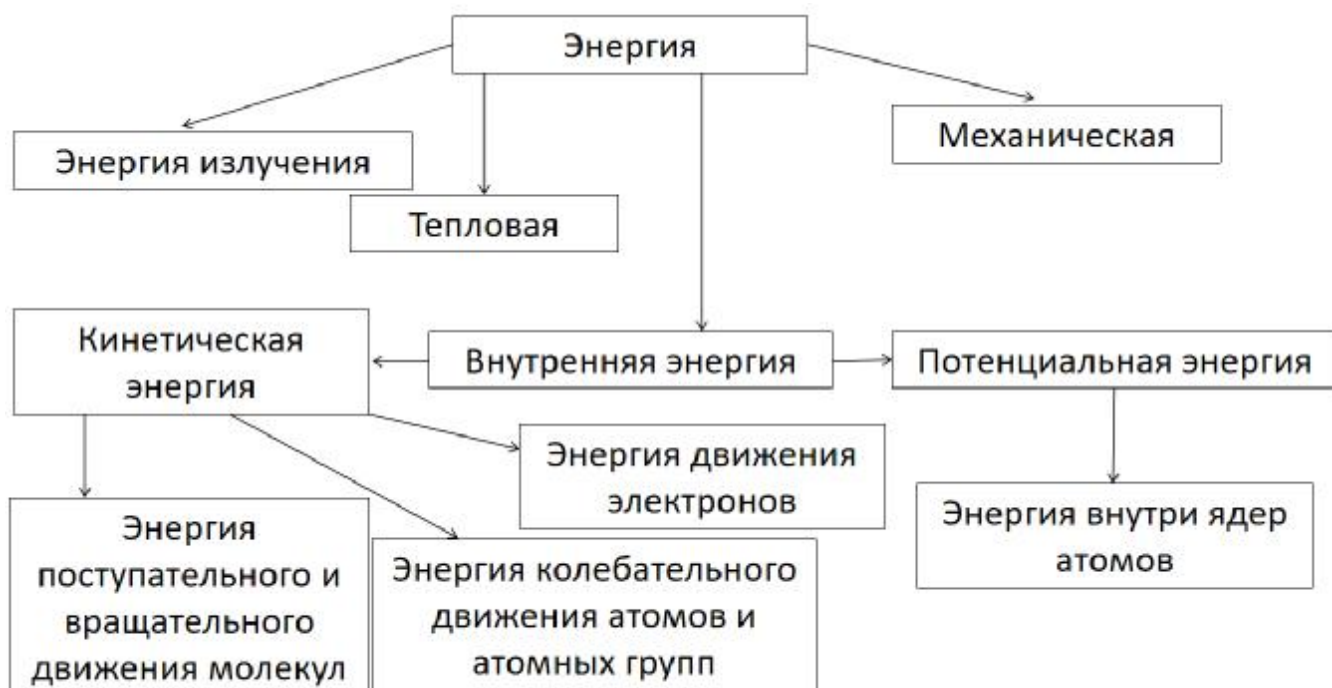 Энергия
Механическая
Энергия излучения
Тепловая
Кинетическая
энергия
Внутренняя энергия
Потенциальная энергия
Энергия движения
электронов
Энергия внутри ядер
атомов
Энергия
поступательного и
вращательного
движения молекул
Энергия колебательного
движения атомов и
атомных групп